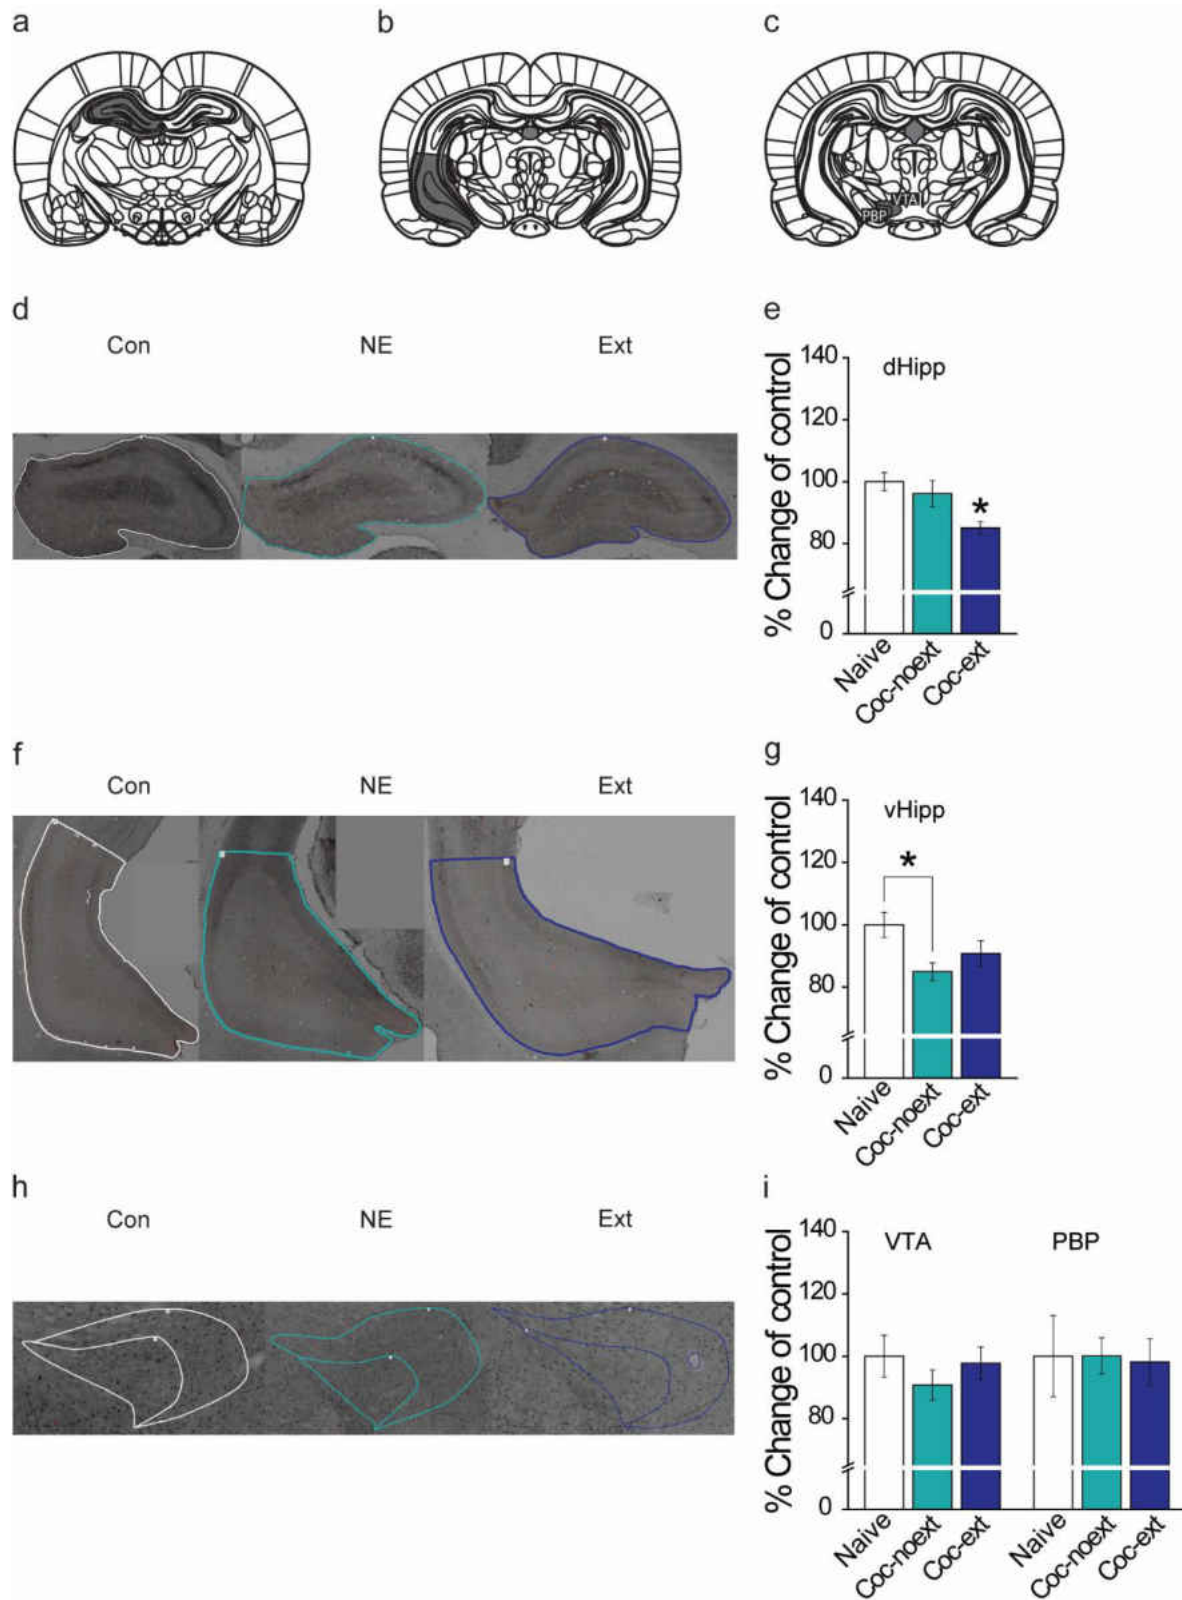 a
b
c
VTA
PBP
d
Con
NE
Ext
e
% Change of control
140
120
100
80
0
dHipp
*
Naive
Coc-noext
Coc-ext
f
Con
NE
Ext
g
% Change of control
140
120
100
80
0
vHipp
*
Naive
Coc-noext
Coc-ext
h
Con
NE
Ext
i
% Change of control
140
120
100
80
0
VTA
PBP
Naive
Coc-noext
Coc-ext
Naive
Coc-noext
Coc-ext